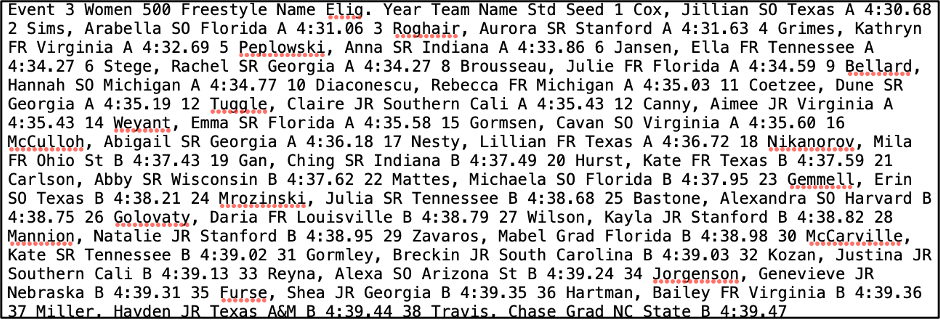 Event 3 Women 500 Freestyle Name Elig. Year Team Name Std Seed 1 Cox, Jillian SO Texas A 4:30.68
2 Sims, Arabella SO Florida A 4:31.06 3 Roghair, Aurora SR Stanford A 4:31.63 4 Grimes, Kathryn
FR Virginia A 4:32.69 5 Peplowski, Anna SR Indiana A 4:33.86 6 Jansen, Ella FR Tennessee A
4:34.27 6 Stege, Rachel SR Georgia A 4:34.27 8 Brousseau, Julie FR Florida A 4:34.59 9 Bellard,
Hannah SO Michigan A 4:34.77 10 Diaconescu, Rebecca FR Michigan A 4:35.03 11 Coetzee, Dune SR
Georgia A 4:35.19 12 Tuggle, Claire JR Southern Cali A 4:35.43 12 Canny, Aimee JR Virginia A
4:35.43 14 Weyant, Emma SR Florida A 4:35.58 15 Gormsen, Cavan SO Virginia A 4:35.60 16
McCulloh, Abigail SR Georgia A 4:36.18 17 Nesty, Lillian FR Texas A 4:36.72 18 Nikanorov, Mila
FR Ohio St B 4:37.43 19 Gan, Ching SR Indiana B 4:37.49 20 Hurst, Kate FR Texas B 4:37.59 21
Carlson, Abby SR Wisconsin B 4:37.62 22 Mattes, Michaela SO Florida B 4:37.95 23 Gemmell, Erin
SO Texas B 4:38.21 24 Mrozinski, Julia SR Tennessee B 4:38.68 25 Bastone, Alexandra SO Harvard B
4:38.75 26 Golovaty, Daria FR Louisville B 4:38.79 27 Wilson, Kayla JR Stanford B 4:38.82 28
Mannion, Natalie JR Stanford B 4:38.95 29 Zavaros, Mabel Grad Florida B 4:38.98 30 McCarville,
Kate SR Tennessee B 4:39.02 31 Gormley, Breckin JR South Carolina B 4:39.03 32 Kozan, Justina JR
Southern Cali B 4:39.13 33 Reyna, Alexa SO Arizona St B 4:39.24 34 Jorgenson, Genevieve JR
Nebraska B 4:39.31 35 Furse, Shea JR Georgia B 4:39.35 36 Hartman, Bailey FR Virginia B 4:39.36
37 Miller, Hayden JR Texas A&M B 4:39.44 38 Travis, Chase Grad NC State B 4:39.47